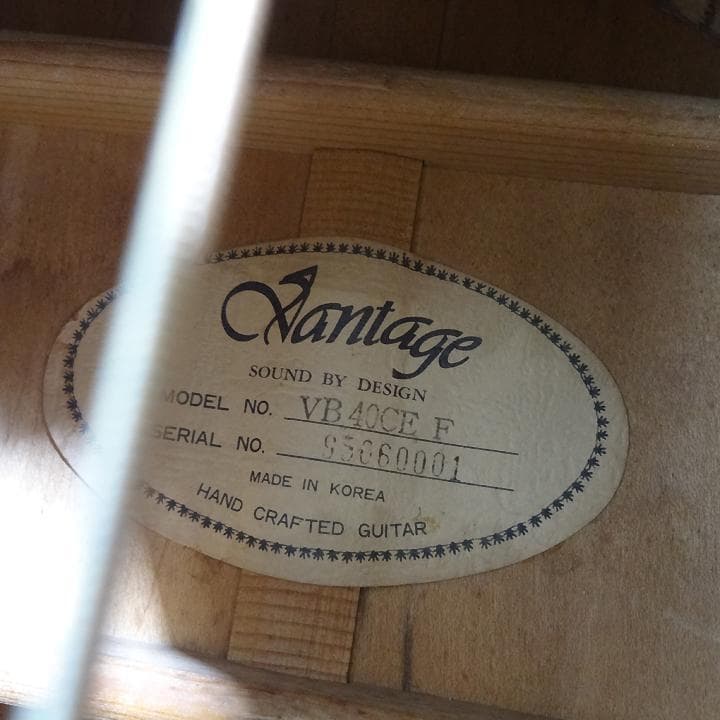 Vantage
SOUND BY DESIGN
MODEL NO. VB40CE F
SERIAL NO. 95060001
MADE IN KOREA
HAND CRAFTED GUITAR